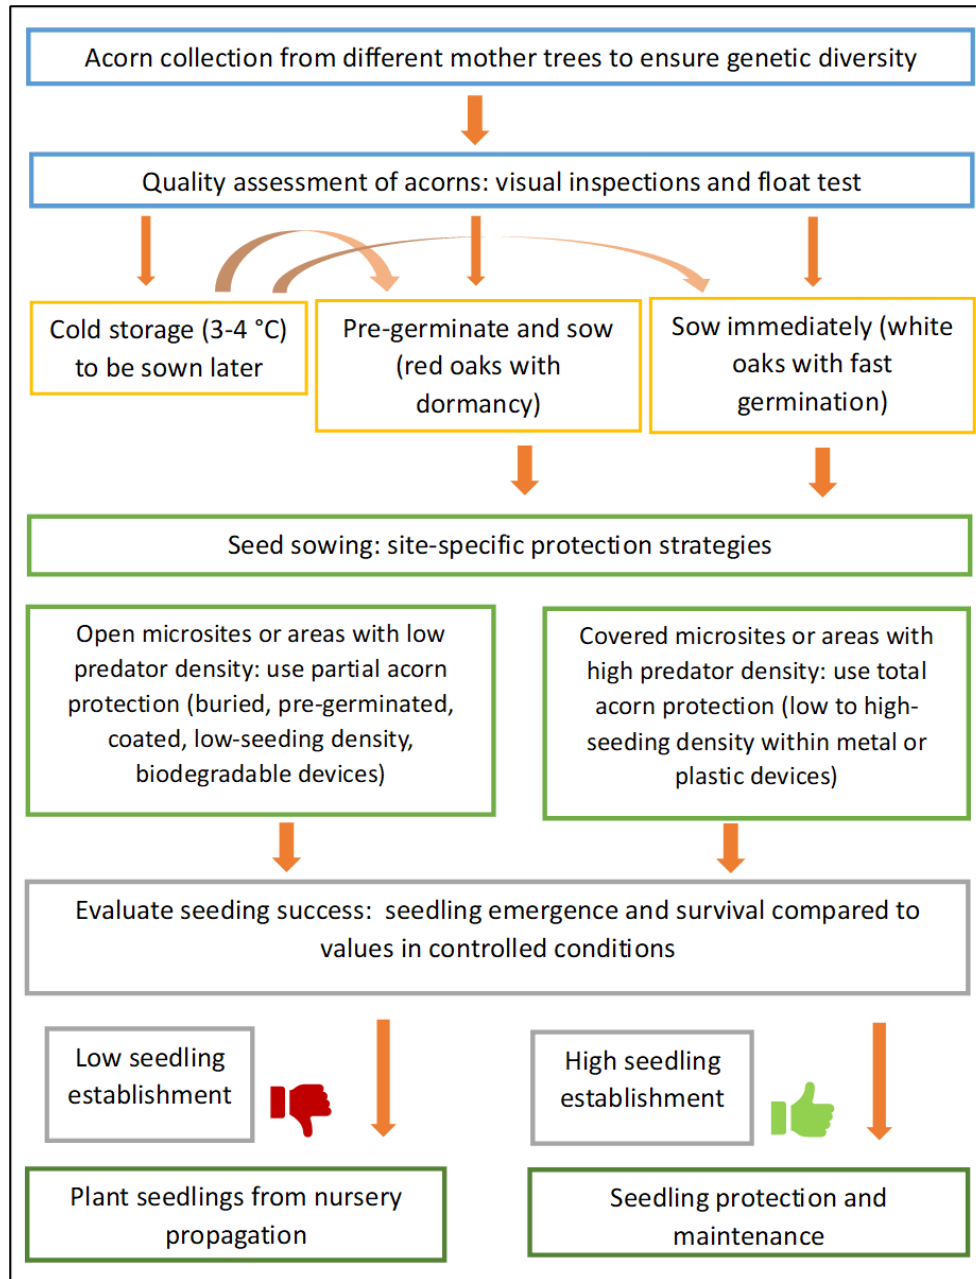 Acorn collection from different mother trees to ensure genetic diversity
Quality assessment of acorns: visual inspections and float test
Cold storage (3-4 °C)
to be sown later
Pre-germinate and sow
(red oaks with
dormancy)
Sow immediately (white
oaks with fast
germination)
Seed sowing: site-specific protection strategies
Open microsites or areas with low
predator density: use partial acorn
protection (buried, pre-germinated,
coated, low-seeding density,
biodegradable devices)
Covered microsites or areas with
high predator density: use total
acorn protection (low to high-
seeding density within metal or
plastic devices)
Evaluate seeding success:  seedling emergence and survival compared to
values in controlled conditions
Low seedling
establishment
High seedling
establishment
Plant seedlings from nursery
propagation
Seedling protection and
maintenance